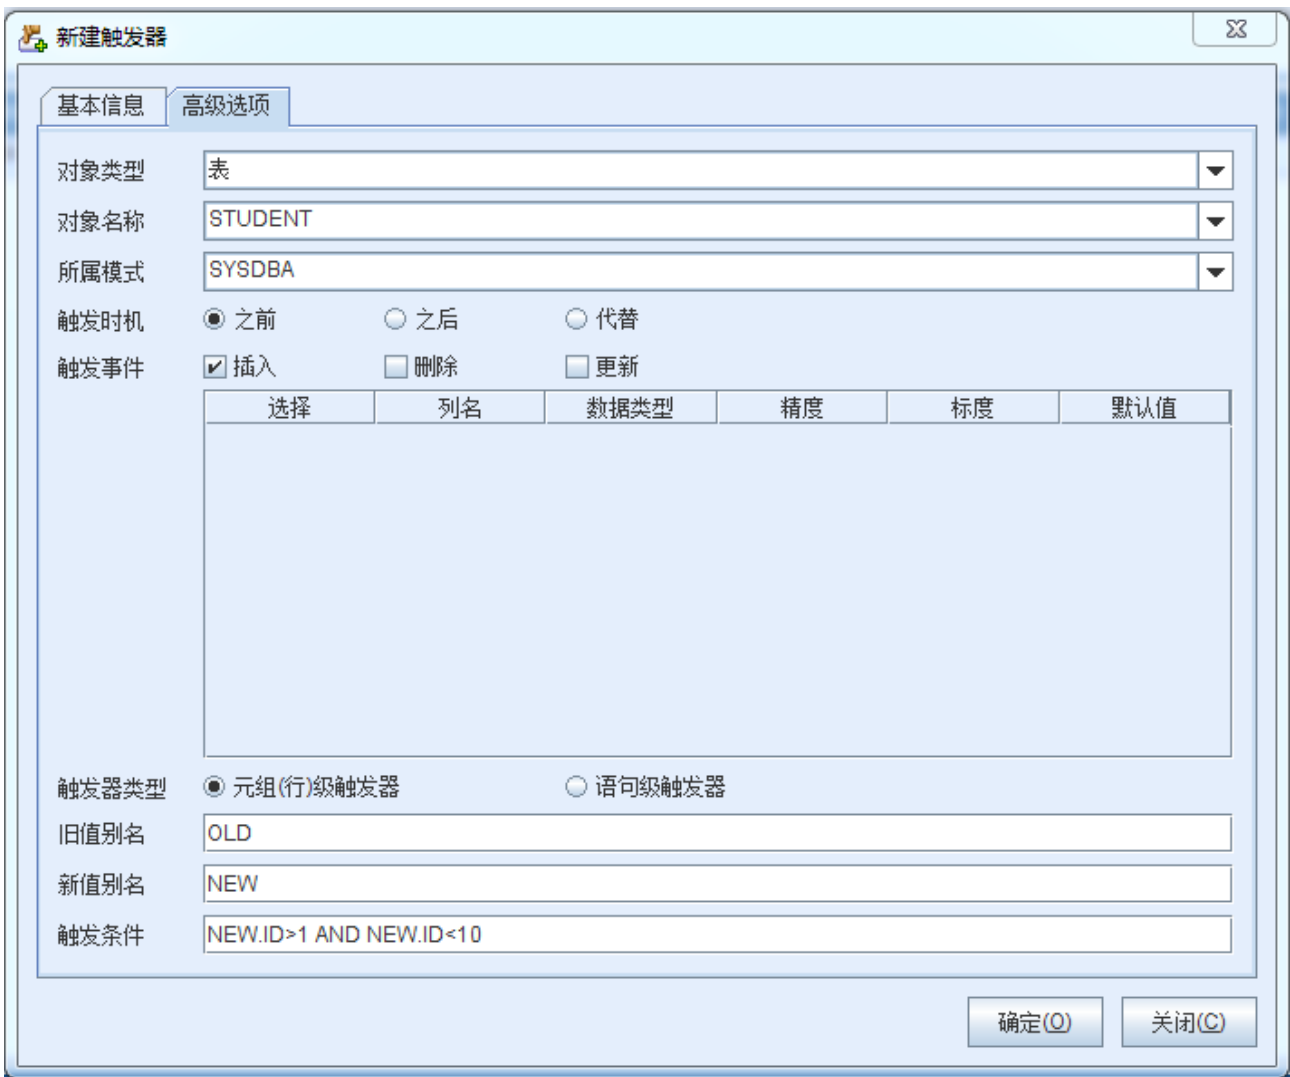 新建触发器
基本信息 高级选项
对象类型 表
对象名称 STUDENT
所属模式 SYSDBA
触发时机 之前 之后 代替
触发事件 插入 删除 更新
选择 列名 数据类型 精度 标度 默认值
触发器类型 元组(行)级触发器 语句级触发器
旧值别名 OLD
新值别名 NEW
触发条件 NEW.ID>1 AND NEW.ID<10
确定(O) 关闭(C)